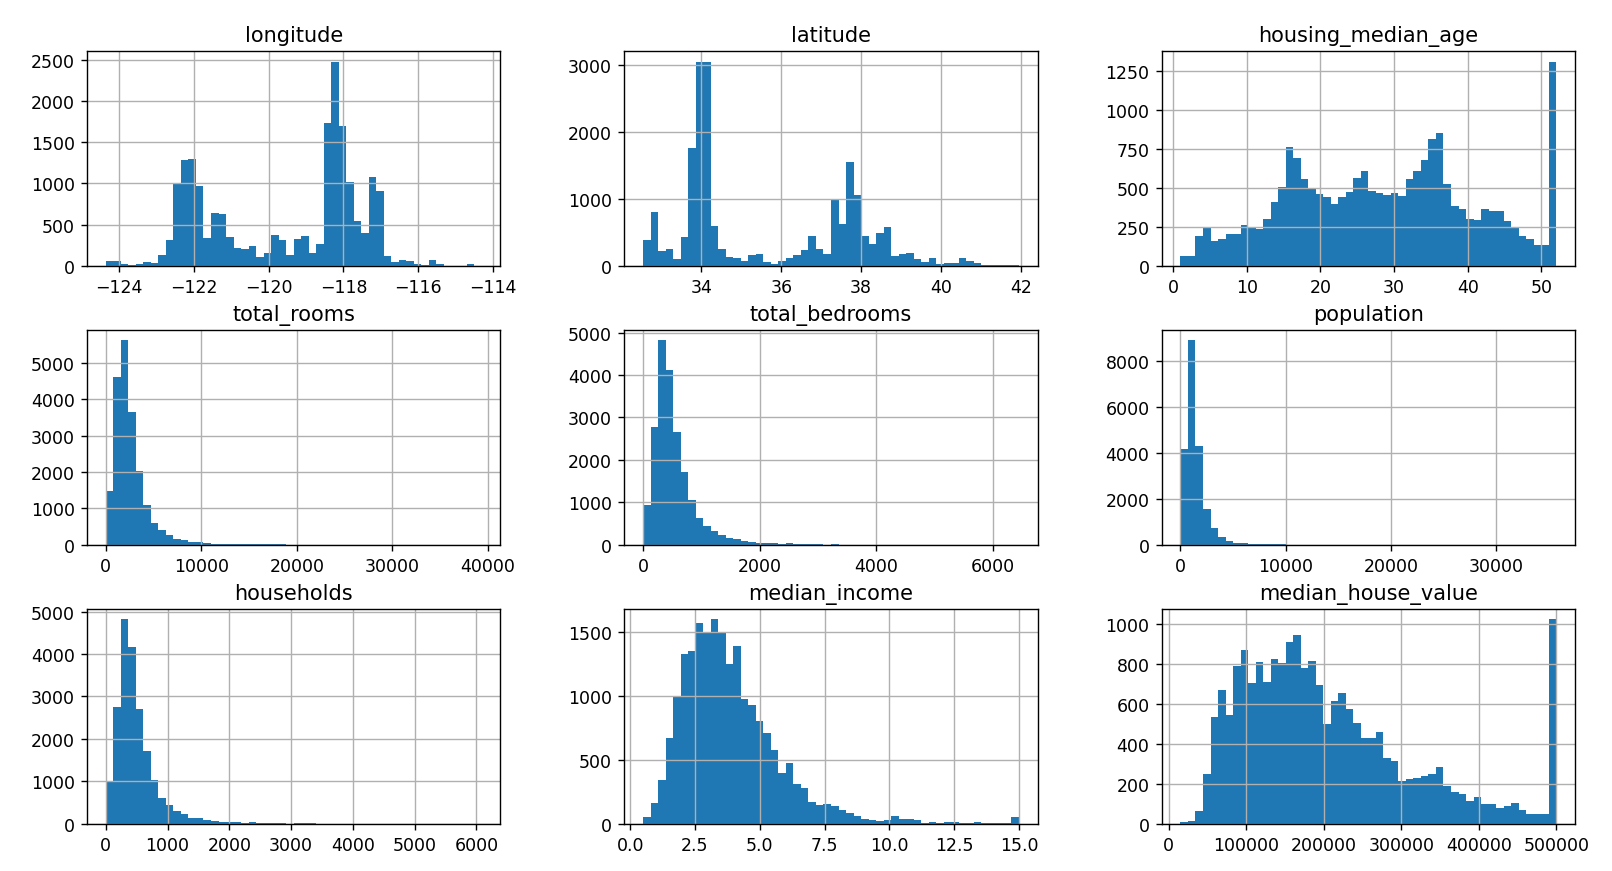 longitude
2500
2000
1500
1000
500
0
−124 −122 −120 −118 −116 −114
latitude
3000
2000
1000
0
34 36 38 40 42
housing_median_age
1250
1000
750
500
250
0
0 10 20 30 40 50
total_rooms
5000
4000
3000
2000
1000
0
0 10000 20000 30000 40000
total_bedrooms
5000
4000
3000
2000
1000
0
0 2000 4000 6000
population
8000
6000
4000
2000
0
0 10000 20000 30000
households
5000
4000
3000
2000
1000
0
0 1000 2000 3000 4000 5000 6000
median_income
1500
1000
500
0
0.0 2.5 5.0 7.5 10.0 12.5 15.0
median_house_value
1000
800
600
400
200
0
0 100000 200000 300000 400000 500000